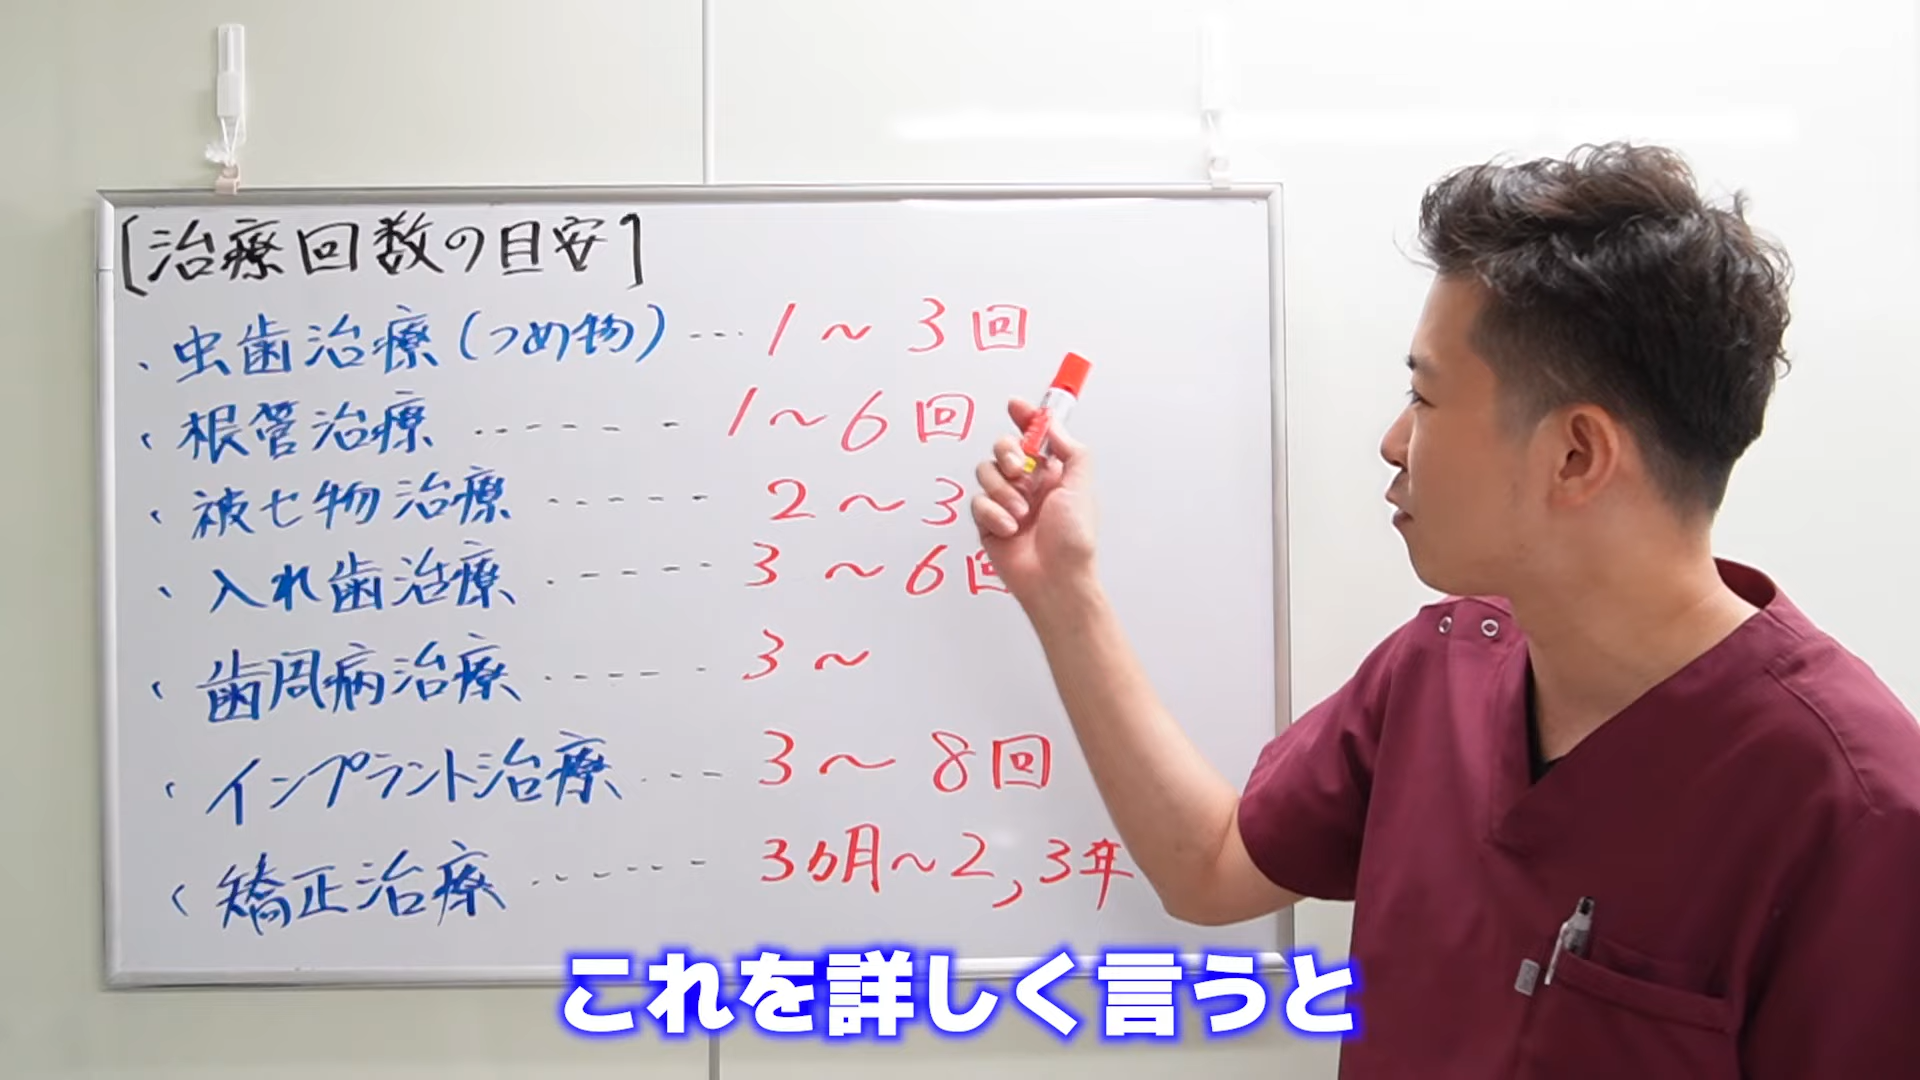 [治療回数の目安]
・虫歯治療(つめ物)…1～3回
・根管治療……1～6回
・被せ物治療……2～3
・入れ歯治療……3～6回
・歯周病治療……3～
・インプラント治療…3～8回
・矯正治療……3ヵ月～2,3年
これを詳しく言うと